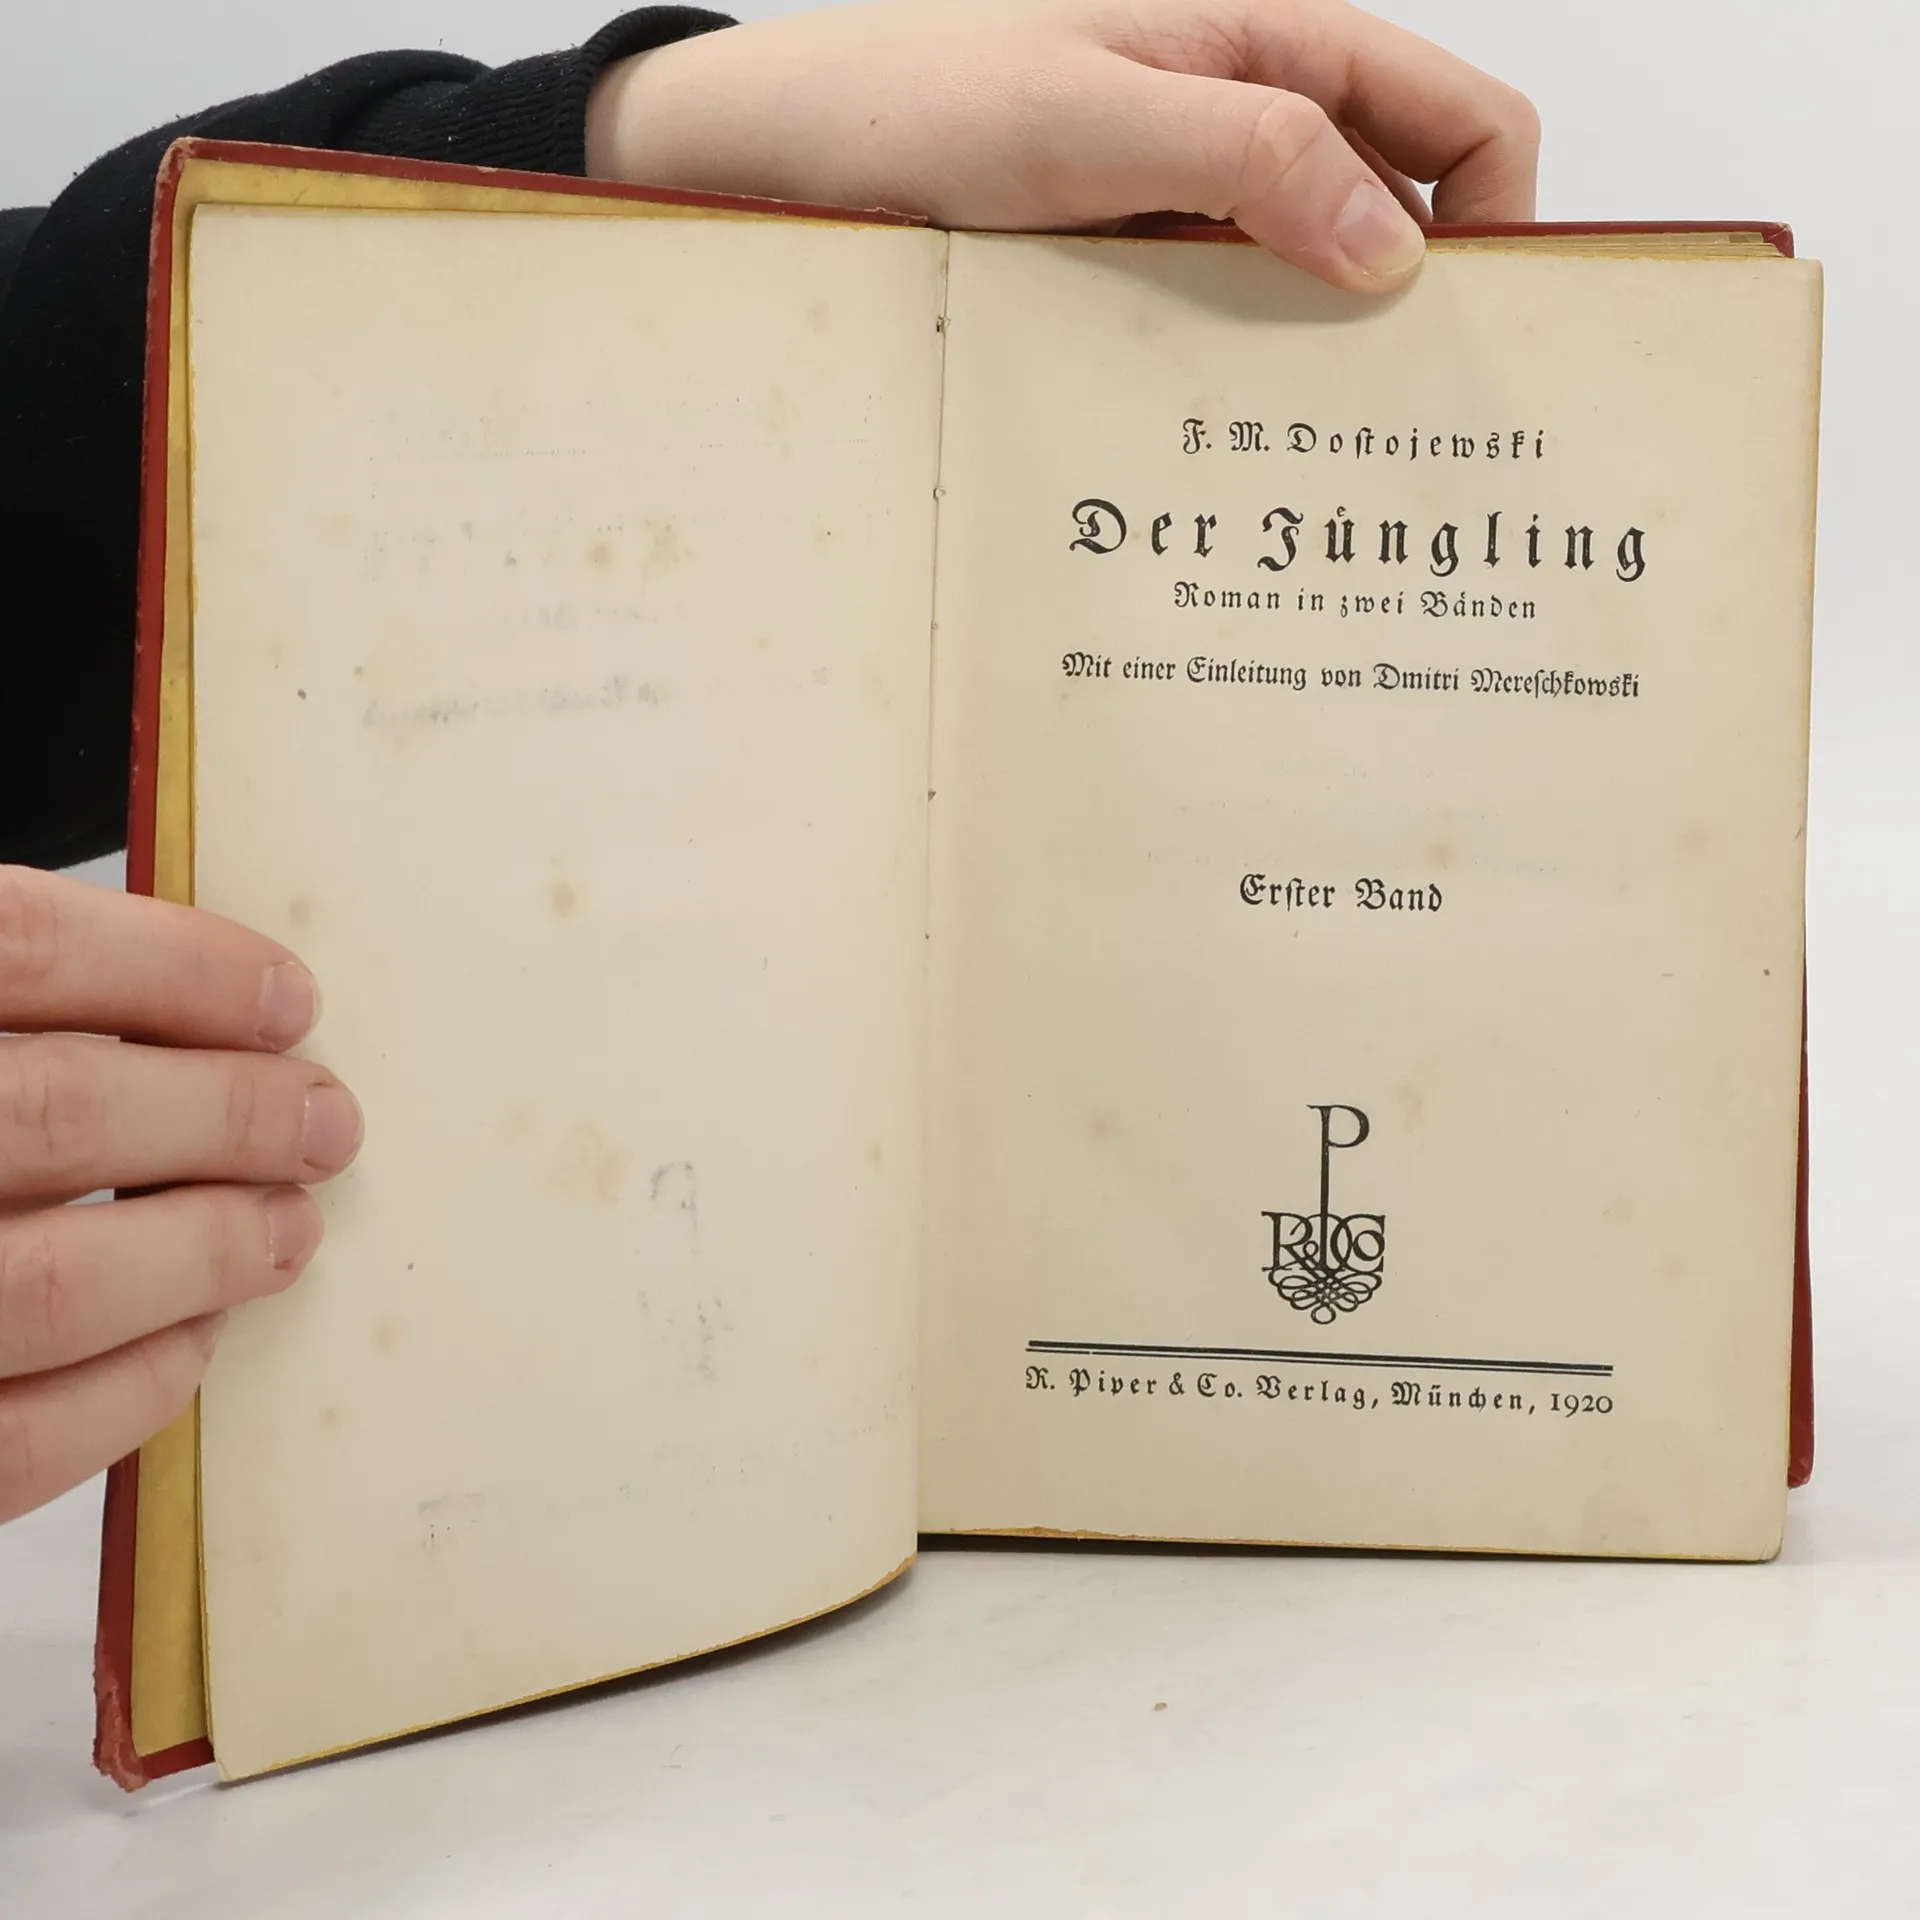 F. M. Dostojewski
Der Jüngling
Roman in zwei Bänden
Mit einer Einleitung von Dmitri Mereschkowski
Erster Band
P
R&Co
R. Piper & Co. Verlag, München, 1920